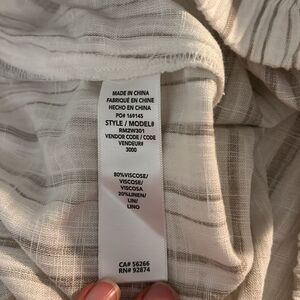 MADE IN CHINA
FABRIQUÉ EN CHINE
HECHO EN CHINA
PO# 169145
STYLE / MODEL#
RM2W301
VENDOR CODE / CODE
VENDEUR#
3000
80%VISCOSE/
VISCOSE/
VISCOSA
20%LINEN/
LIN/
LINO
CA# 56266
RN# 92874